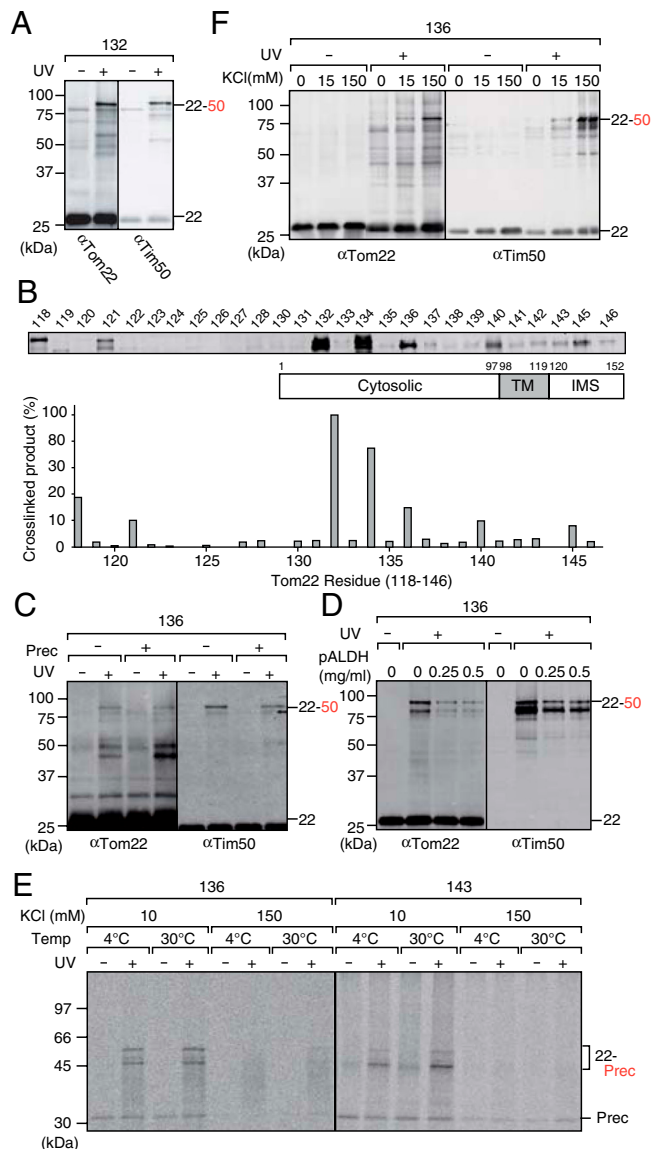 A
132
UV − + − +
100
75
50
37
25
(kDa)
22-50
22
αTom22 αTim50
F
136
UV − + − +
KCl(mM) 0 15 150 0 15 150 0 15 150 0 15 150
100
75
50
37
25
(kDa)
22-50
22
αTom22 αTim50
B
118 119 120 121 122 123 124 125 126 127 128 130 131 132 133 134 135 136 137 138 139 140 141 142 143 145 146
1 97 98 119 120 152
Cytosolic TM IMS
Crosslinked product (%)
100
80
30
20
10
0
120 125 130 135 140 145
Tom22 Residue (118-146)
C
136
Prec − + − +
UV − + − + − + − +
100
75
50
37
25
(kDa)
22-50
22
αTom22 αTim50
D
136
UV − + − +
pALDH
(mg/ml)
0 0 0.25 0.5 0 0 0.25 0.5
100
75
50
37
25
(kDa)
22-50
22
αTom22 αTim50
E
136 143
KCl (mM) 10 150 10 150
Temp 4°C 30°C 4°C 30°C 4°C 30°C 4°C 30°C
UV − + − + − + − + − + − + − + − +
97
66
45
30
(kDa)
22-
Prec
Prec